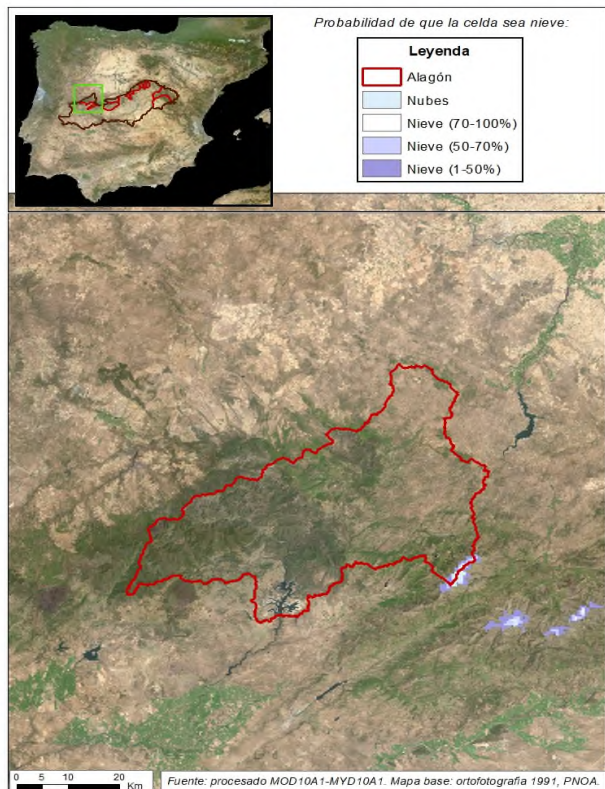 Probabilidad de que la celda sea nieve:
Leyenda
Alagón
Nubes
Nieve (70-100%)
Nieve (50-70%)
Nieve (1-50%)
0 5 10 20
Km
Fuente: procesado MOD10A1-MYD10A1. Mapa base: ortofotografía 1991, PNOA.